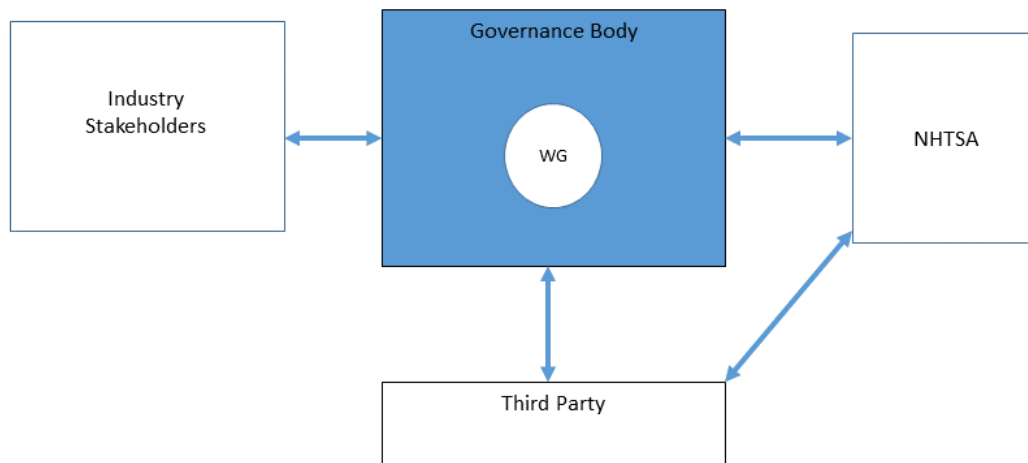 Governance Body
Industry
Stakeholders
WG
NHTSA
Third Party